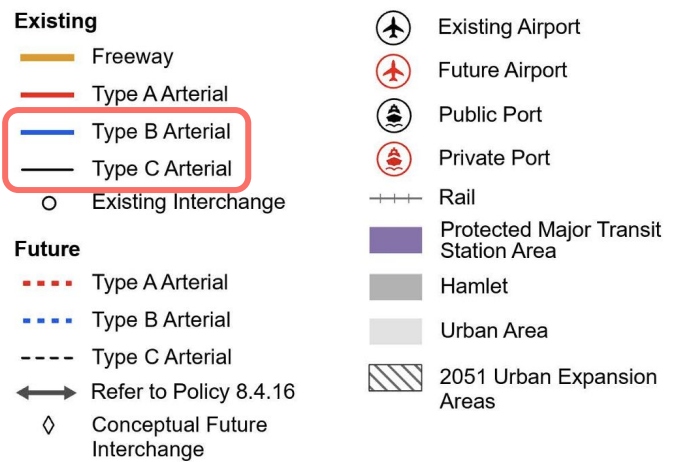 Existing
Freeway
Type A Arterial
Type B Arterial
Type C Arterial
Existing Interchange
Future
Type A Arterial
Type B Arterial
Type C Arterial
Refer to Policy 8.4.16
Conceptual Future
Interchange
Existing Airport
Future Airport
Public Port
Private Port
Rail
Protected Major Transit
Station Area
Hamlet
Urban Area
2051 Urban Expansion
Areas